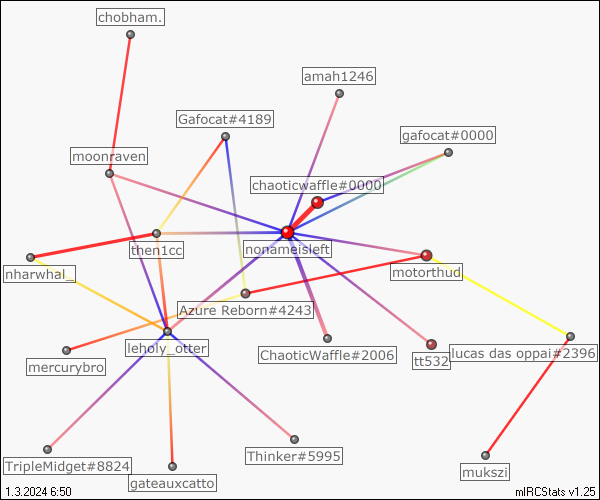 chobham.
amah1246
Gafocat#4189
gafocat#0000
moonraven
chaoticwaffle#0000
then1cc
nonameisleft
nharwhal_
motorthud
Azure Reborn#4243
leholy_otter
ChaoticWaffle#2006
lucas das oppai#2396
tt532
mercurybro
TripleMidget#8824
Thinker#5995
mukszi
gateauxcatto
1.3.2024 6:50
mIRCStats v1.25